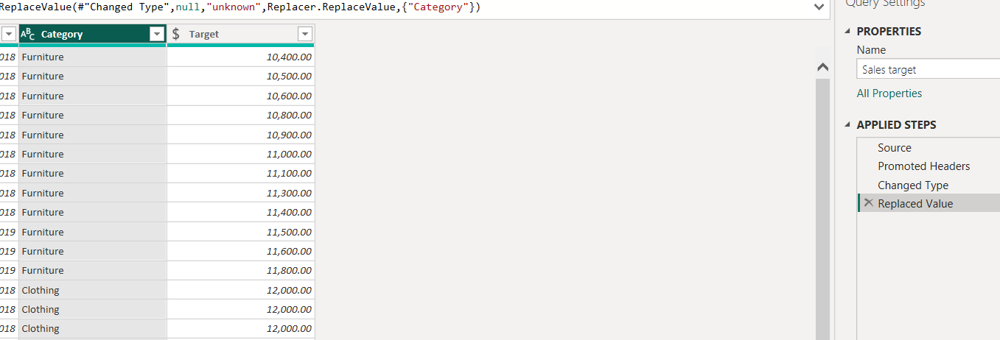 ReplaceValue(#"Changed Type",null,"unknown",Replacer.ReplaceValue,{"Category"})
Query Settings
ABC Category $ Target
018 Furniture 10,400.00
018 Furniture 10,500.00
018 Furniture 10,600.00
018 Furniture 10,800.00
018 Furniture 10,900.00
018 Furniture 11,000.00
018 Furniture 11,100.00
018 Furniture 11,300.00
018 Furniture 11,400.00
019 Furniture 11,500.00
019 Furniture 11,600.00
019 Furniture 11,800.00
018 Clothing 12,000.00
018 Clothing 12,000.00
018 Clothing 12,000.00
PROPERTIES
Name
Sales target
All Properties
APPLIED STEPS
Source
Promoted Headers
Changed Type
Replaced Value